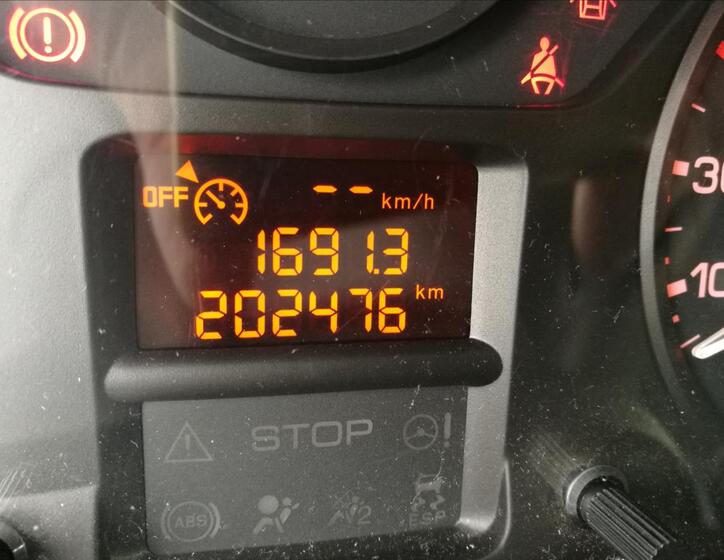 OFF -- km/h
1691.3
202476 km
30
10
STOP
!
ABS
2
ESP